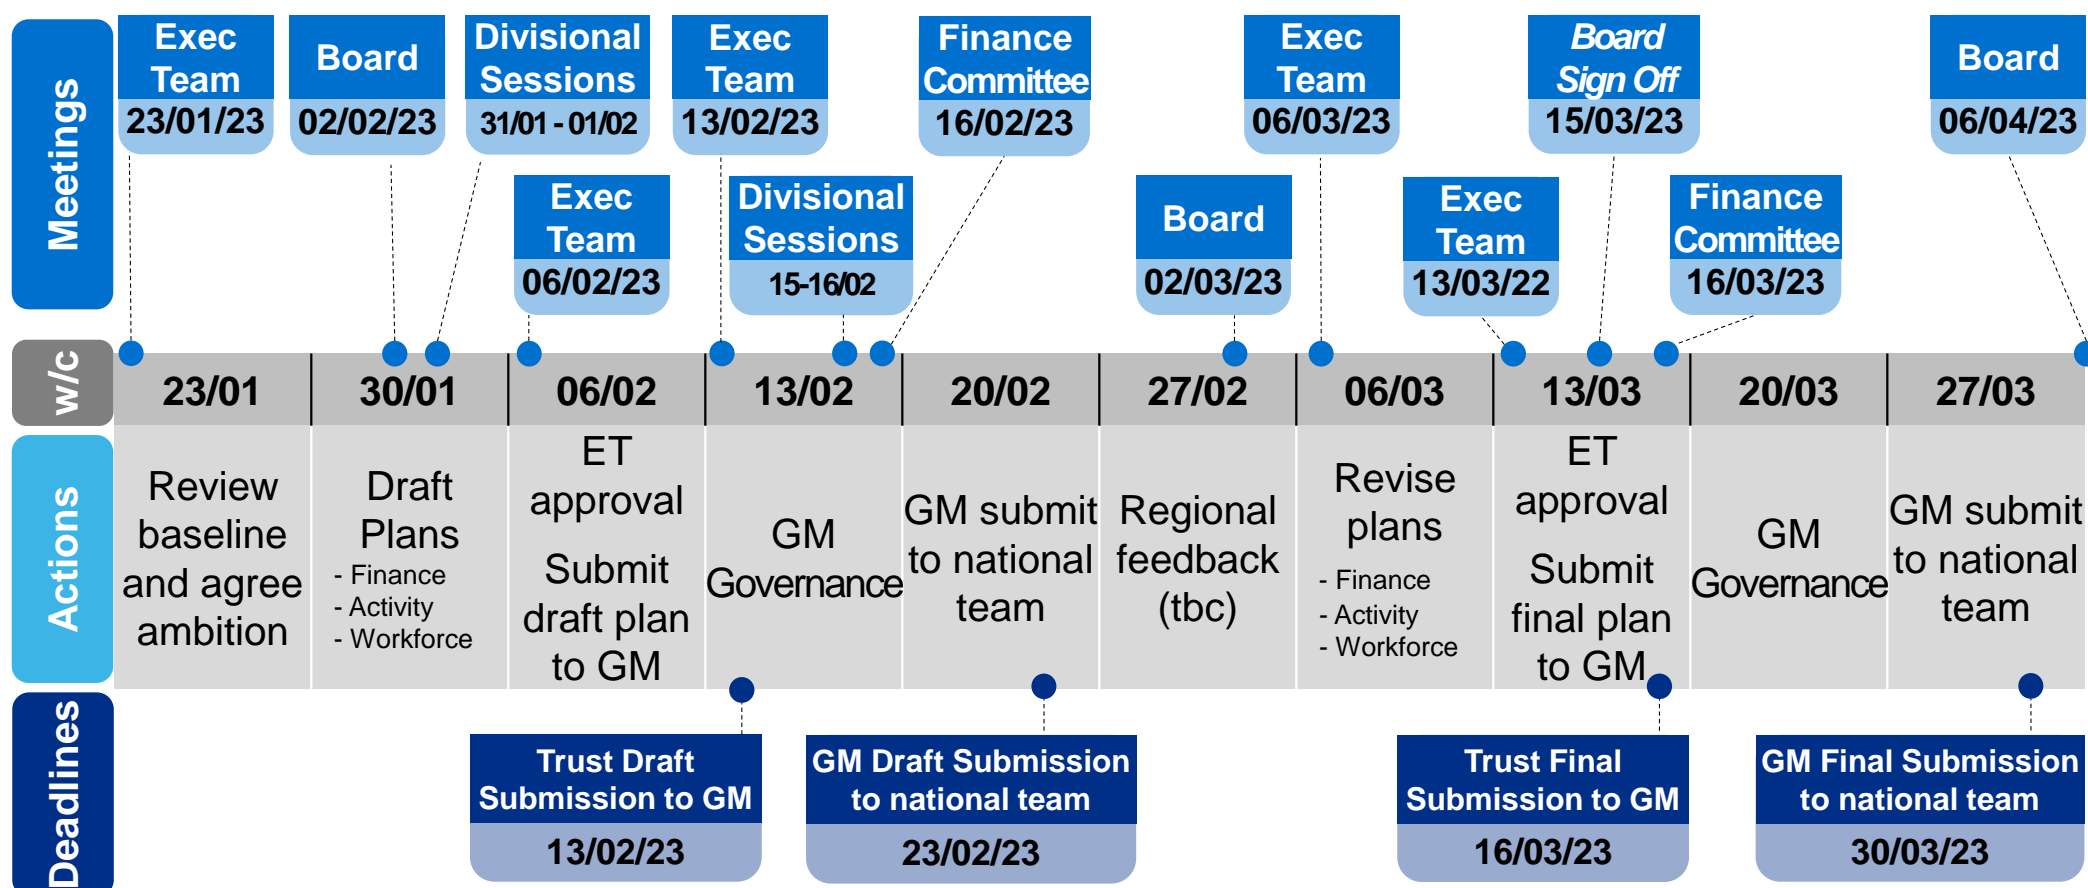 Meetings
Exec
Team
23/01/23
Board
02/02/23
Divisional
Sessions
31/01 - 01/02
Exec
Team
13/02/23
Finance
Committee
16/02/23
Exec
Team
06/03/23
Board
Sign Off
15/03/23
Board
06/04/23
Exec
Team
06/02/23
Divisional
Sessions
15-16/02
Board
02/03/23
Exec
Team
13/03/22
Finance
Committee
16/03/23
w/c
23/01
30/01
06/02
13/02
20/02
27/02
06/03
13/03
20/03
27/03
Actions
Review
baseline
and agree
ambition
Draft
Plans
- Finance
- Activity
- Workforce
ET
approval
Submit
draft plan
to GM
GM
Governance
GM submit
to national
team
Regional
feedback
(tbc)
Revise
plans
- Finance
- Activity
- Workforce
ET
approval
Submit
final plan
to GM
GM
Governance
GM submit
to national
team
Deadlines
Trust Draft
Submission to GM
13/02/23
GM Draft Submission
to national team
23/02/23
Trust Final
Submission to GM
16/03/23
GM Final Submission
to national team
30/03/23